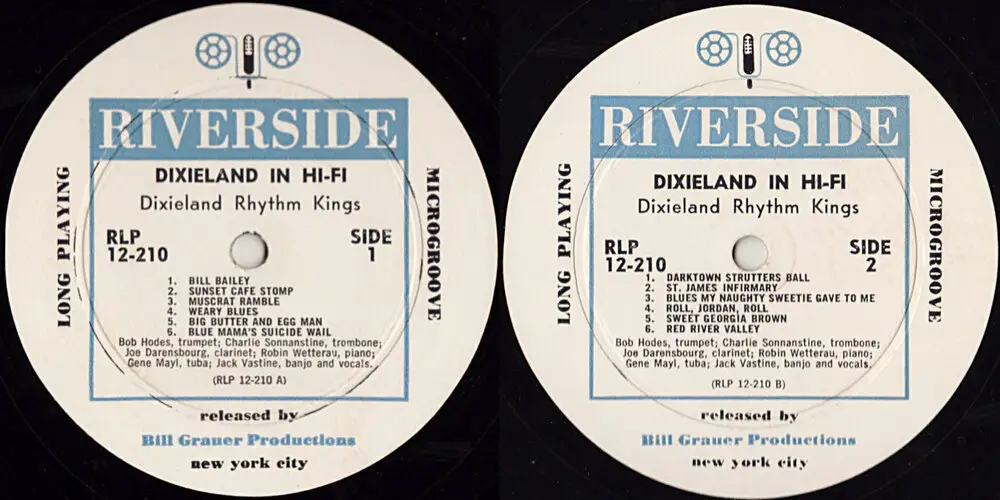 RIVERSIDE
DIXIELAND IN HI-FI
Dixieland Rhythm Kings
RLP
12-210
SIDE
1
LONG PLAYING
MICROGROOVE
1. BILL BAILEY
2. SUNSET CAFE STOMP
3. MUSCRAT RAMBLE
4. WEARY BLUES
5. BIG BUTTER AND EGG MAN
6. BLUE MAMA'S SUICIDE WAIL
Bob Hodes, trumpet; Charlie Sonnanstine, trombone;
Joe Darensbourg, clarinet; Robin Wetterau, piano;
Gene Mayl, tuba; Jack Vastine, banjo and vocals.
(RLP 12-210 A)
released by
Bill Grauer Productions
new york city
RIVERSIDE
DIXIELAND IN HI-FI
Dixieland Rhythm Kings
RLP
12-210
SIDE
2
LONG PLAYING
MICROGROOVE
1. DARKTOWN STRUTTERS BALL
2. ST. JAMES INFIRMARY
3. BLUES MY NAUGHTY SWEETIE GAVE TO ME
4. ROLL, JORDAN, ROLL
5. SWEET GEORGIA BROWN
6. RED RIVER VALLEY
Bob Hodes, trumpet; Charlie Sonnanstine, trombone;
Joe Darensbourg, clarinet; Robin Wetterau, piano;
Gene Mayl, tuba; Jack Vastine, banjo and vocals.
(RLP 12-210 B)
released by
Bill Grauer Productions
new york city